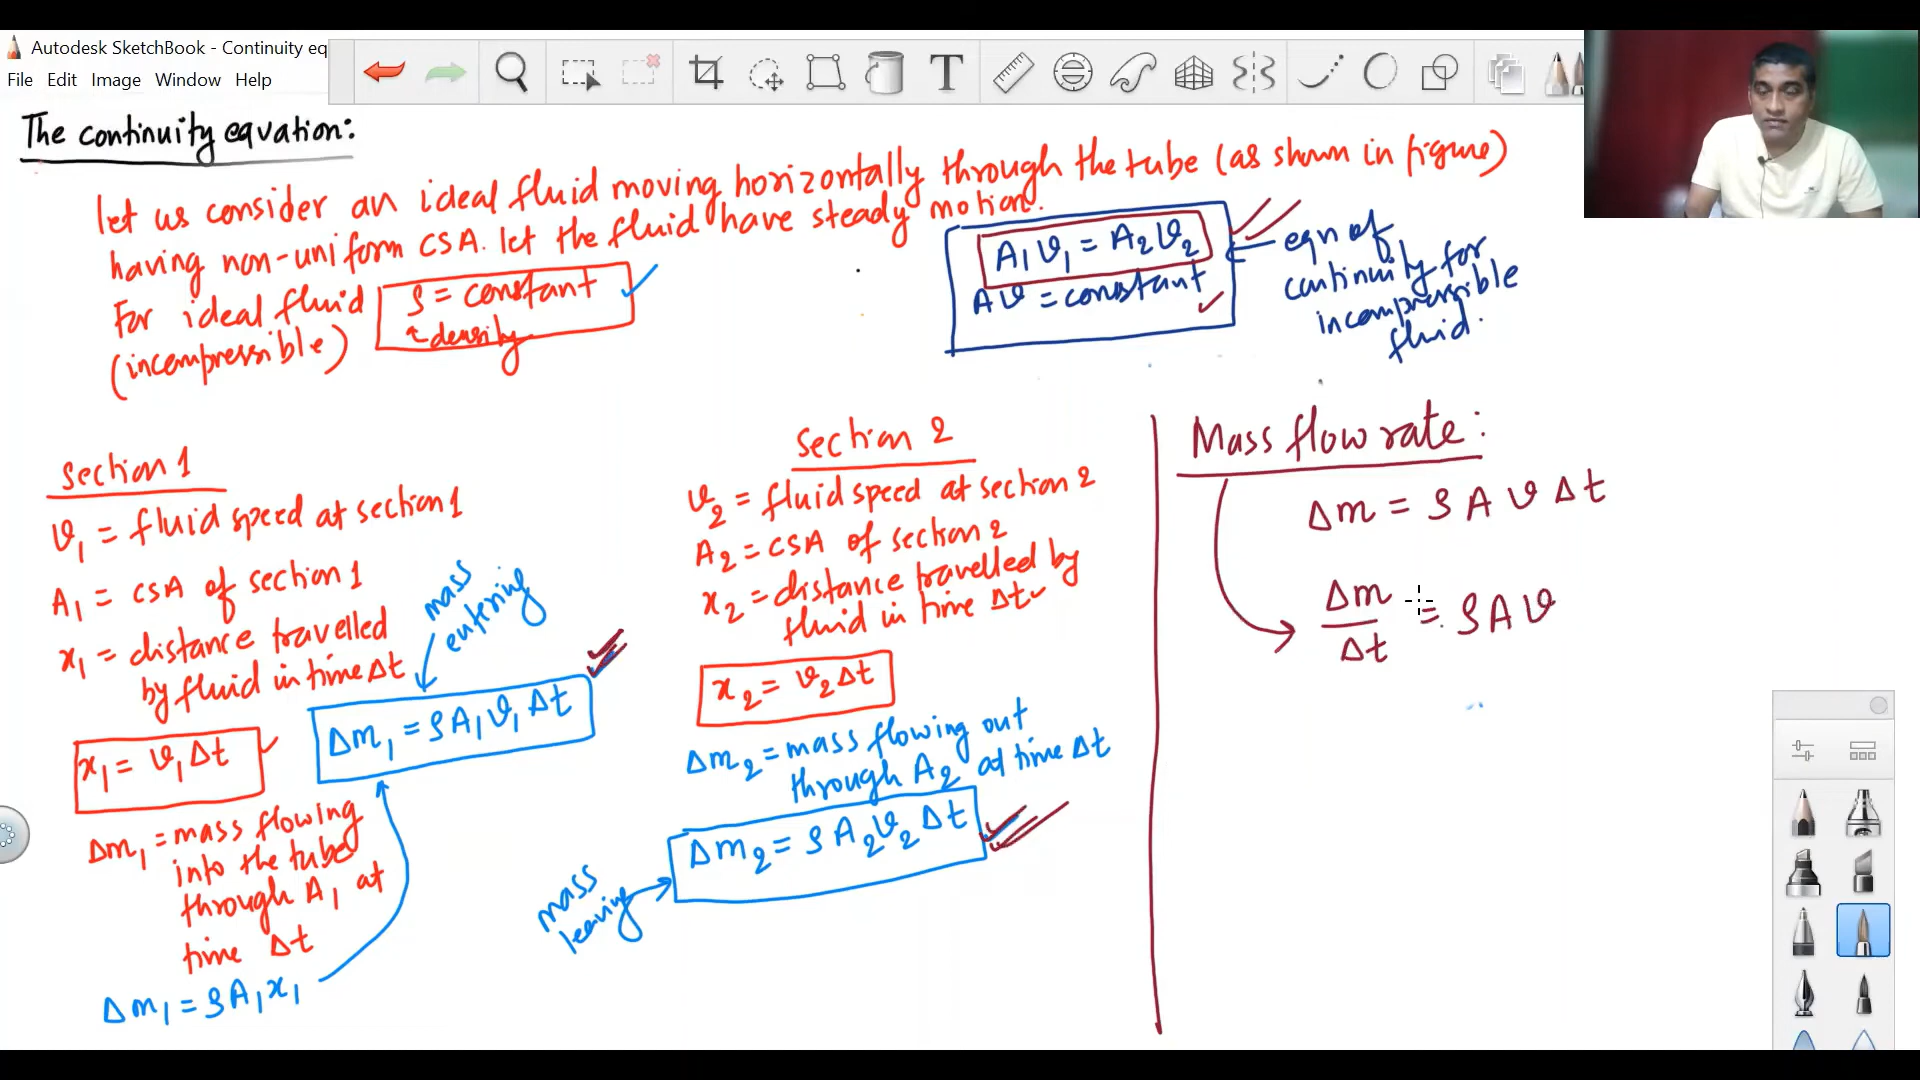 Autodesk SketchBook - Continuity eq
File Edit Image Window Help
The continuity equation:
let us consider an ideal fluid moving horizontally through the tube (as shown in figure)
having non-uniform CSA. let the fluid have steady motion.
For ideal fluid
(incompressible)
ρ = constant
density
A₁v₁ = A₂v₂
Av = constant
eqn of
continuity for
incompressible
fluid.
Section 1
v₁ = fluid speed at section 1
A₁ = CSA of section 1
x₁ = distance travelled
by fluid in time Δt
x₁ = v₁Δt
mass
entering
Δm₁ = ρA₁v₁Δt
Δm₁ = mass flowing
into the tube
through A₁ at
time Δt
Δm₁ = ρA₁x₁
Section 2
v₂ = fluid speed at section 2
A₂ = CSA of section 2
x₂ = distance travelled by
fluid in time Δt
x₂ = v₂Δt
Δm₂ = mass flowing out
through A₂ at time Δt
Δm₂ = ρA₂v₂Δt
mass
leaving
Mass flow rate:
Δm = ρAvΔt
Δm/Δt = ρAv